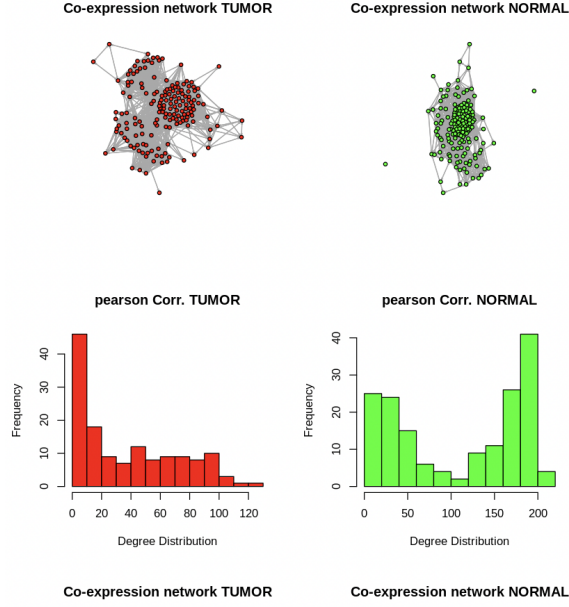 Co-expression network TUMOR
Co-expression network NORMAL
pearson Corr. TUMOR
pearson Corr. NORMAL
Frequency
0 10 20 30 40
0 20 40 60 80 100 120
Degree Distribution
Frequency
0 10 20 30 40
0 50 100 150 200
Degree Distribution
Co-expression network TUMOR
Co-expression network NORMAL